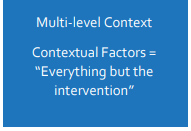 Multi-level Context
Contextual Factors =
“Everything but the
intervention”